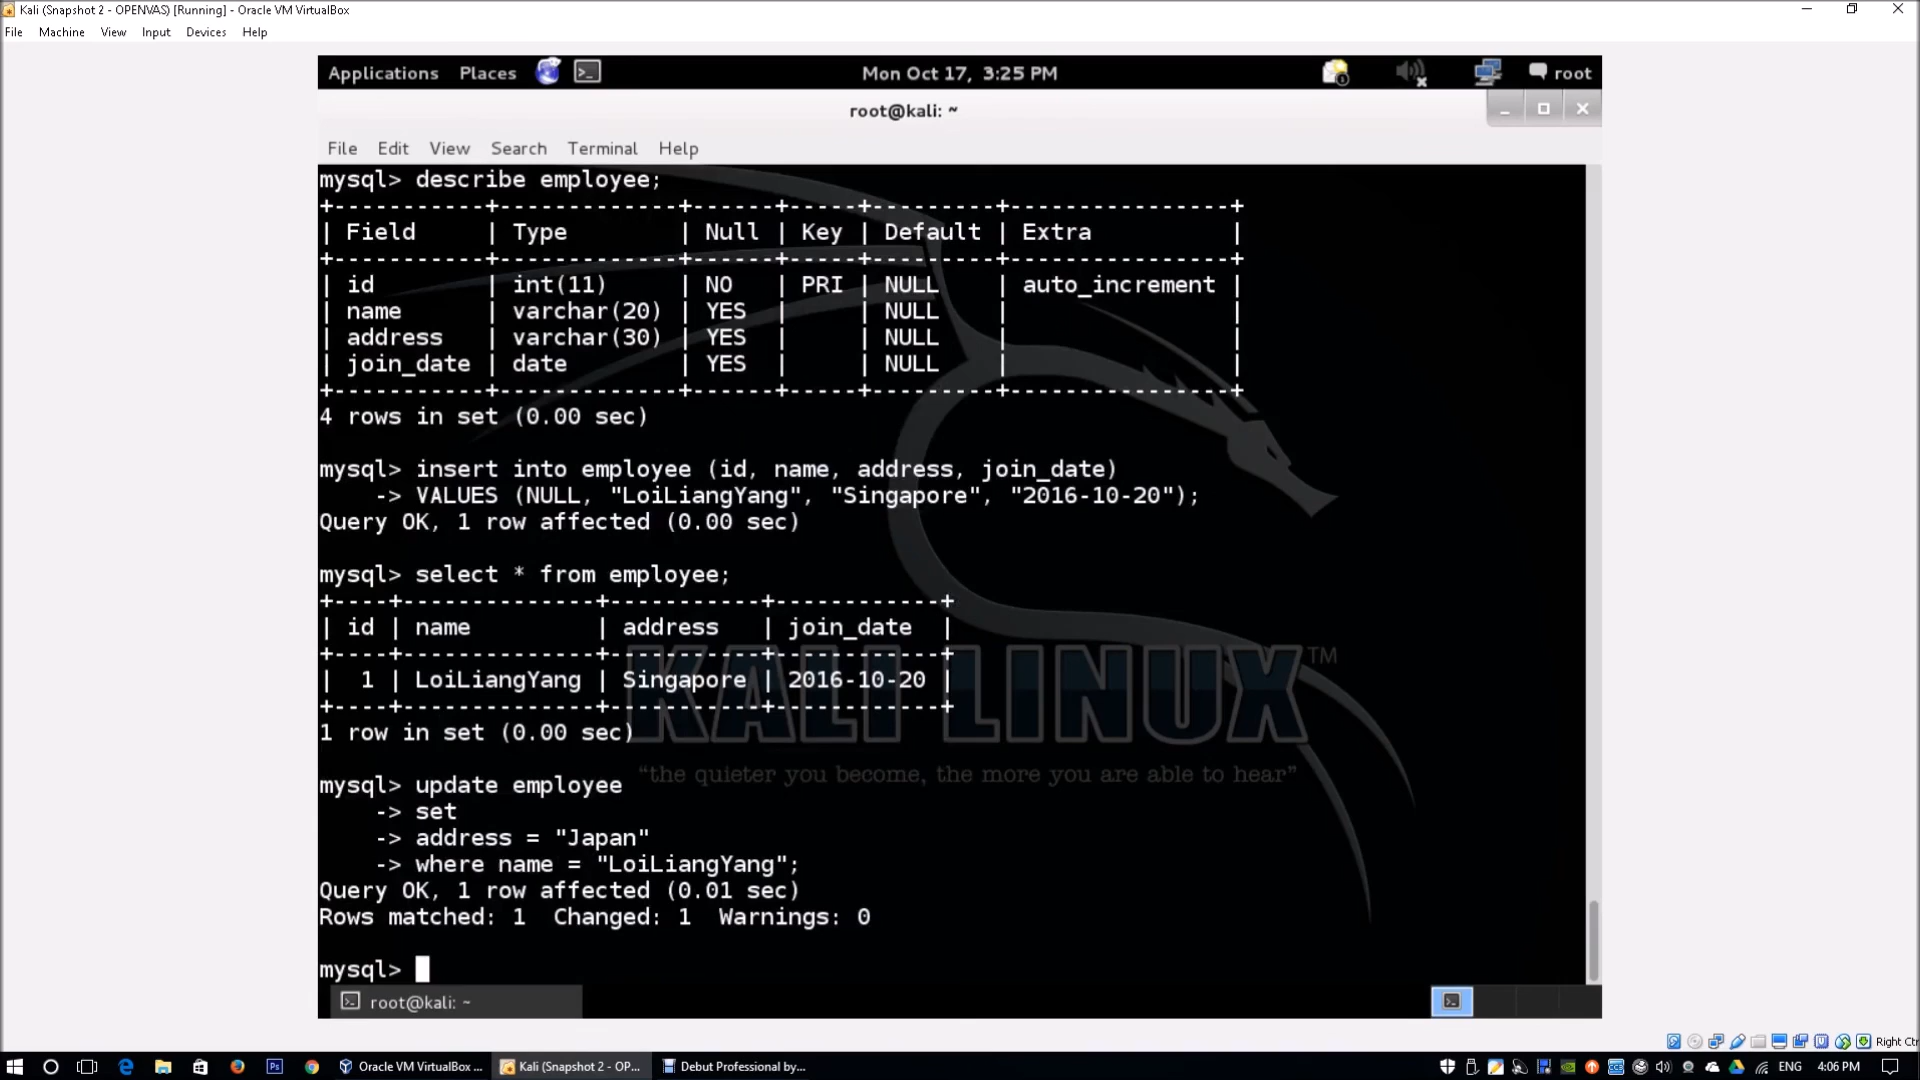 Kali (Snapshot 2 - OPENVAS) [Running] - Oracle VM VirtualBox
File Machine View Input Devices Help
Applications Places Mon Oct 17, 3:25 PM root
root@kali: ~
File Edit View Search Terminal Help
mysql> describe employee;
+-----------+-------------+------+-----+---------+----------------+
| Field | Type | Null | Key | Default | Extra |
+-----------+-------------+------+-----+---------+----------------+
| id | int(11) | NO | PRI | NULL | auto_increment |
| name | varchar(20) | YES | | NULL | |
| address | varchar(30) | YES | | NULL | |
| join_date | date | YES | | NULL | |
+-----------+-------------+------+-----+---------+----------------+
4 rows in set (0.00 sec)
mysql> insert into employee (id, name, address, join_date)
-> VALUES (NULL, "LoiLiangYang", "Singapore", "2016-10-20");
Query OK, 1 row affected (0.00 sec)
mysql> select * from employee;
+----+--------------+-----------+------------+
| id | name | address | join_date |
+----+--------------+-----------+------------+
| 1 | LoiLiangYang | Singapore | 2016-10-20 |
+----+--------------+-----------+------------+
1 row in set (0.00 sec)
KALI LINUX™
"the quieter you become, the more you are able to hear"
mysql> update employee
-> set
-> address = "Japan"
-> where name = "LoiLiangYang";
Query OK, 1 row affected (0.01 sec)
Rows matched: 1 Changed: 1 Warnings: 0
mysql>
root@kali: ~
Right Ctr
Oracle VM VirtualBox ... Kali (Snapshot 2 - OP... Debut Professional by... ENG 4:06 PM